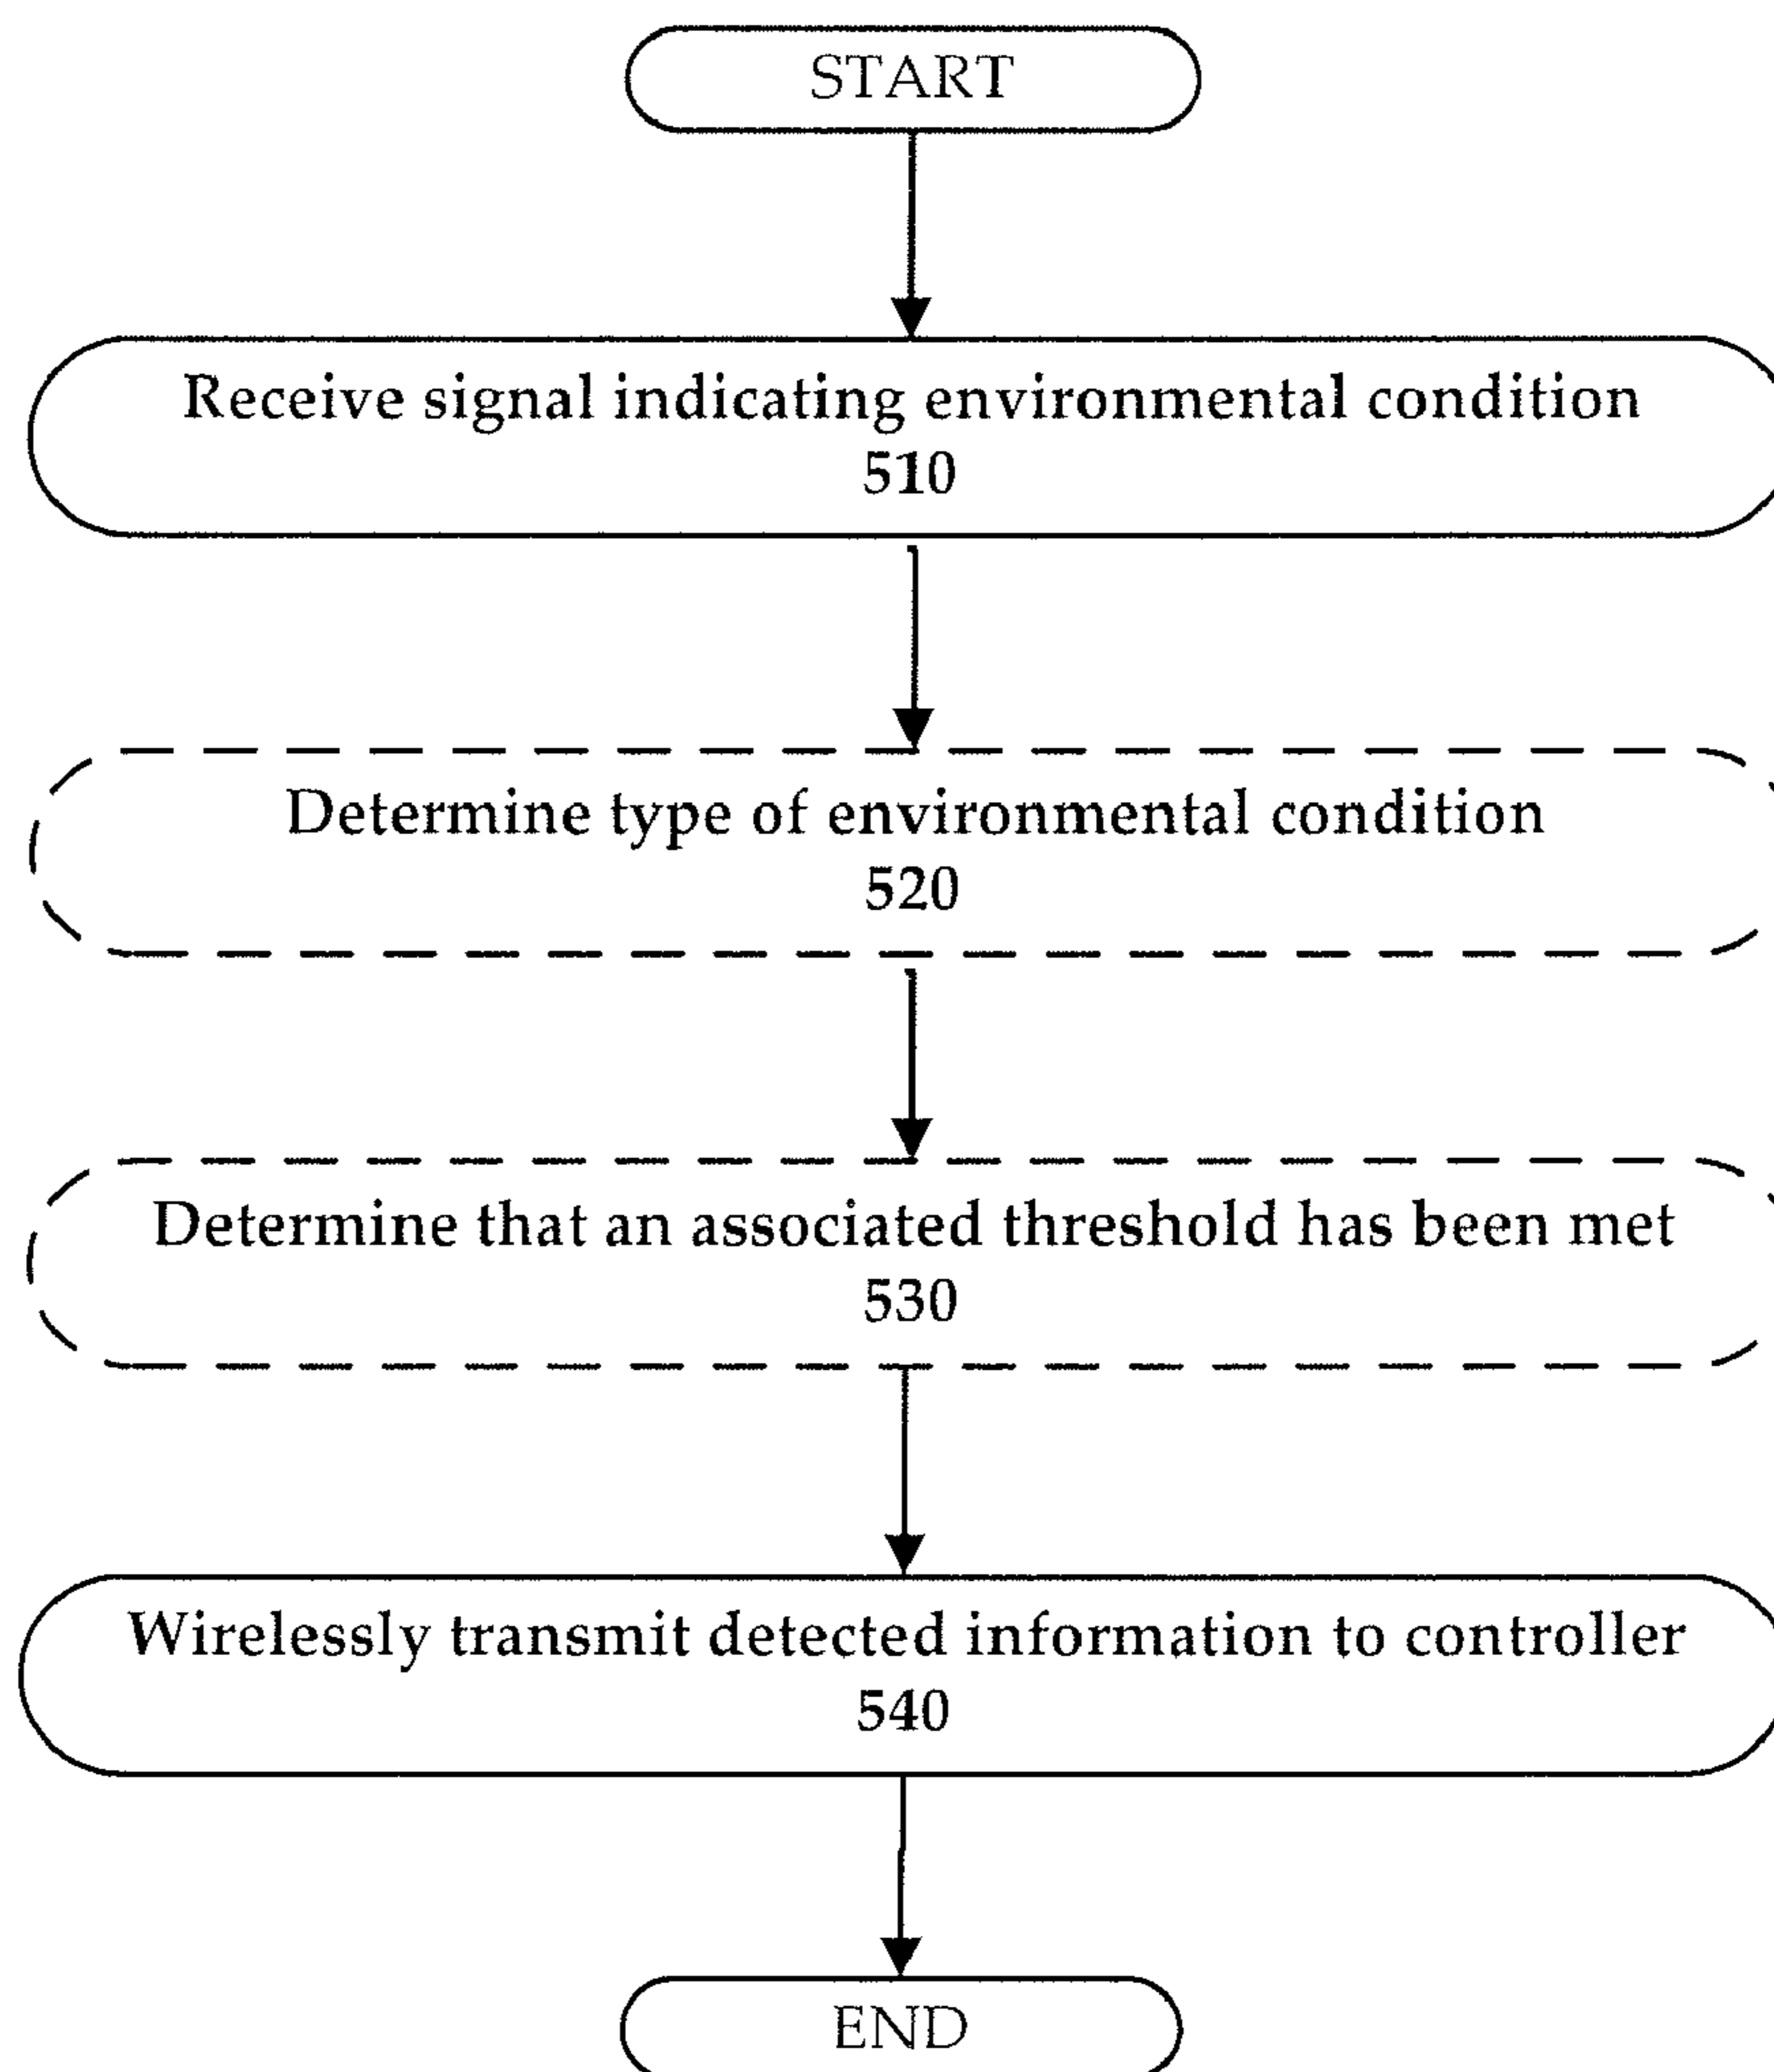 START
Receive signal indicating environmental condition
510
Determine type of environmental condition
520
Determine that an associated threshold has been met
530
Wirelessly transmit detected information to controller
540
END